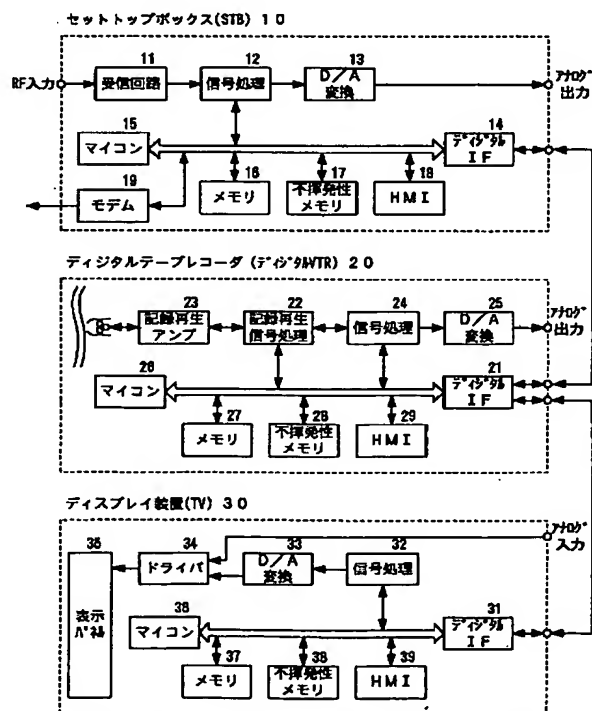 セットトップボックス(STB) 10
RF入力
11
受信回路
12
信号処理
13
D/A
変換
アナログ
出力
15
マイコン
14
ディジタル
IF
19
モデム
16
メモリ
17
不揮発性
メモリ
18
HMI
ディジタルテープレコーダ(ディジタルVTR) 20
23
記録再生
アンプ
22
記録再生
信号処理
24
信号処理
25
D/A
変換
アナログ
出力
26
マイコン
21
ディジタル
IF
27
メモリ
28
不揮発性
メモリ
29
HMI
ディスプレイ装置(TV) 30
35
表示
パネル
34
ドライバ
33
D/A
変換
32
信号処理
アナログ
入力
36
マイコン
31
ディジタル
IF
37
メモリ
38
不揮発性
メモリ
39
HMI